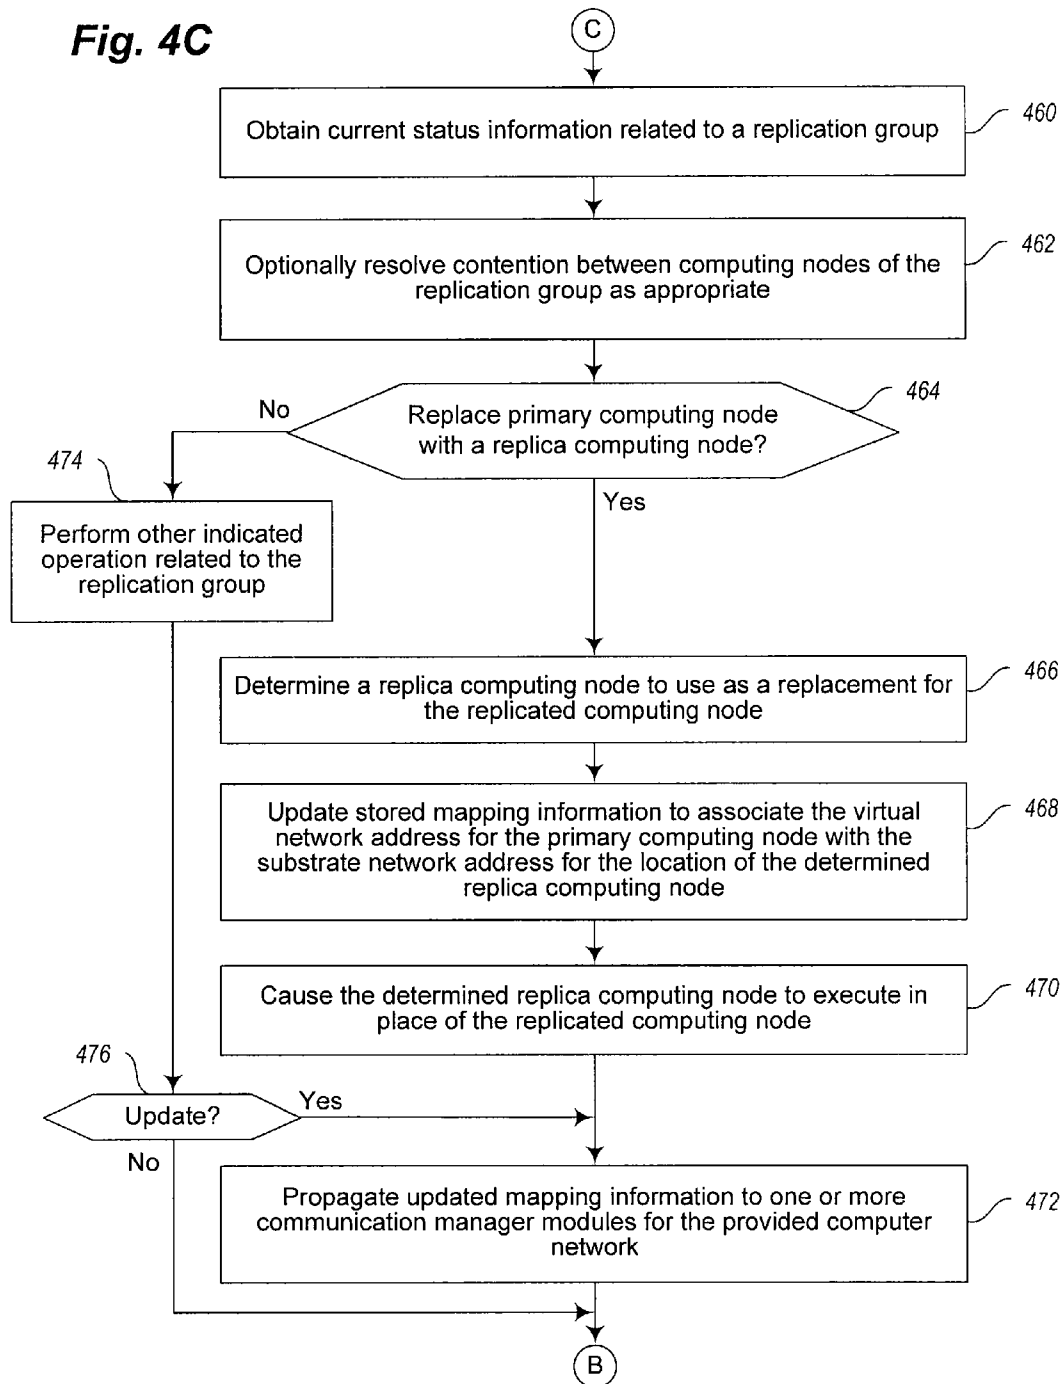 Fig. 4C
C
Obtain current status information related to a replication group
460
Optionally resolve contention between computing nodes of the
replication group as appropriate
462
Replace primary computing node
with a replica computing node?
464
No
Yes
474
Perform other indicated
operation related to the
replication group
Determine a replica computing node to use as a replacement for
the replicated computing node
466
Update stored mapping information to associate the virtual
network address for the primary computing node with the
substrate network address for the location of the determined
replica computing node
468
Cause the determined replica computing node to execute in
place of the replicated computing node
470
476
Update?
Yes
No
Propagate updated mapping information to one or more
communication manager modules for the provided computer
network
472
B